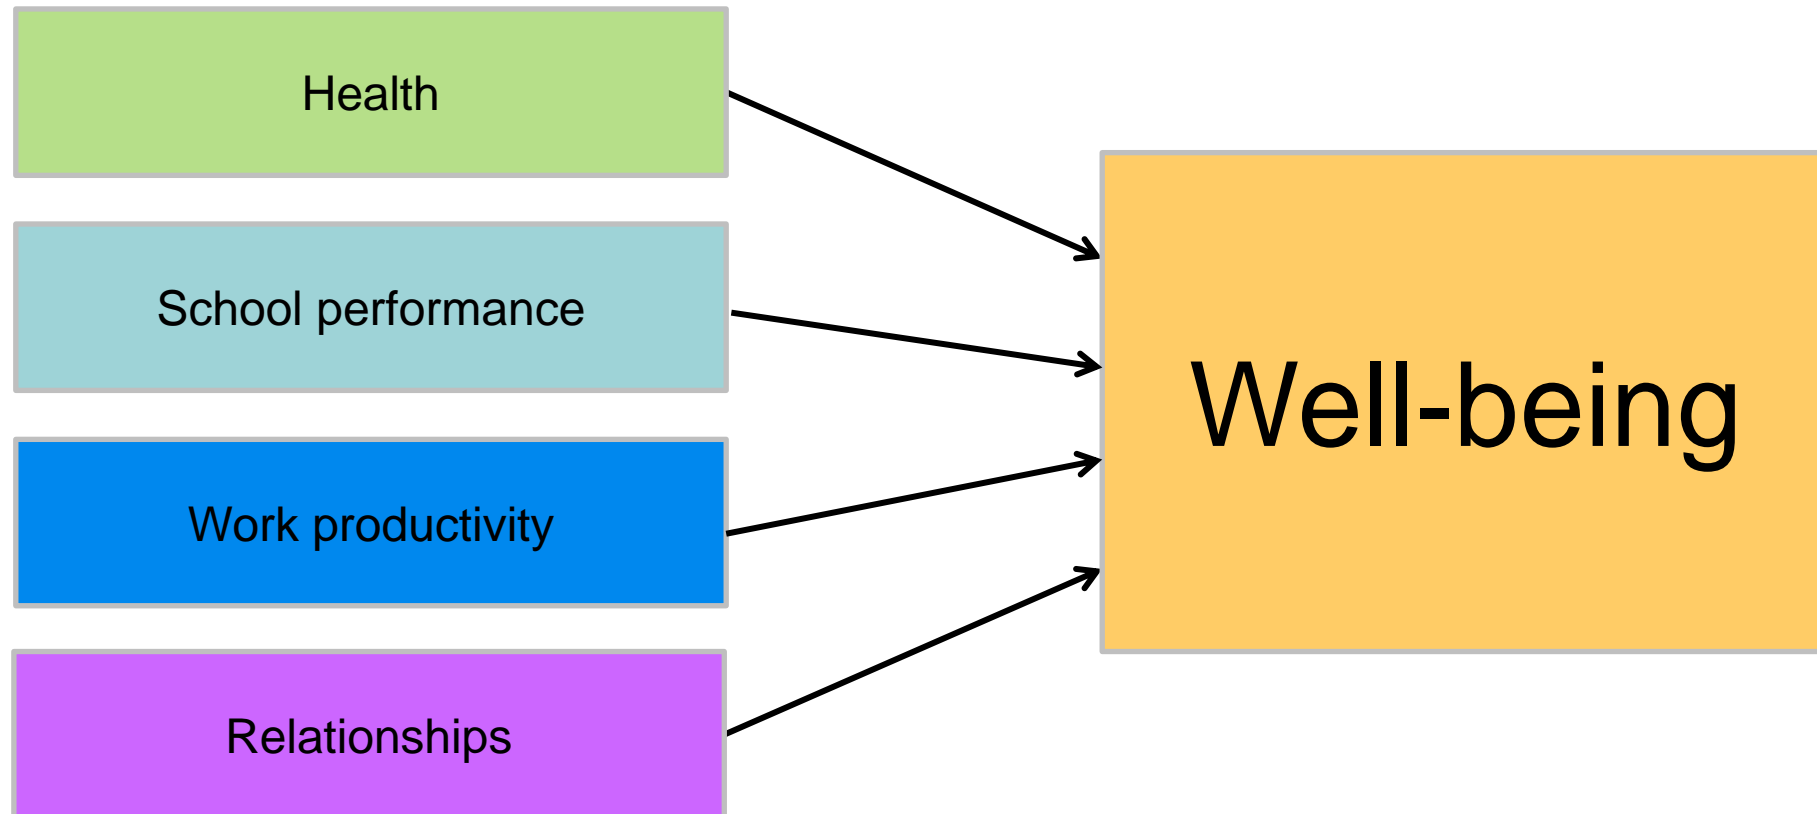 Health
School performance
Well-being
Work productivity
Relationships